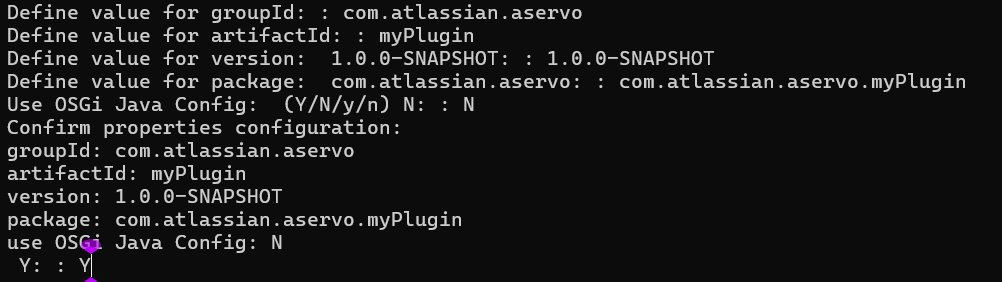 Define value for groupId: : com.atlassian.aservo
Define value for artifactId: : myPlugin
Define value for version:  1.0.0-SNAPSHOT: : 1.0.0-SNAPSHOT
Define value for package:  com.atlassian.aservo: : com.atlassian.aservo.myPlugin
Use OSGi Java Config:  (Y/N/y/n) N: : N
Confirm properties configuration:
groupId: com.atlassian.aservo
artifactId: myPlugin
version: 1.0.0-SNAPSHOT
package: com.atlassian.aservo.myPlugin
use OSGi Java Config: N
 Y: : Y